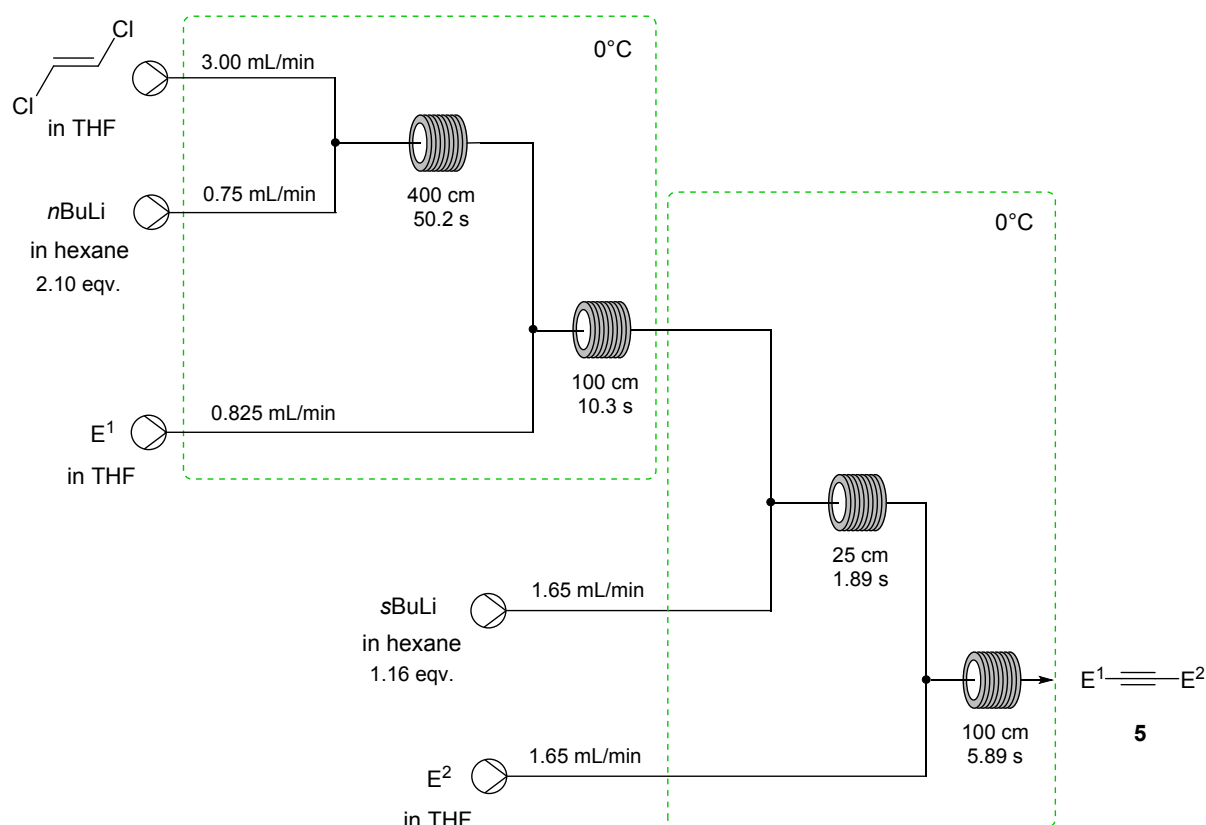 Cl
Cl
in THF
3.00 mL/min
0°C
nBuLi
in hexane
2.10 eqv.
0.75 mL/min
400 cm
50.2 s
0°C
100 cm
10.3 s
E¹
in THF
0.825 mL/min
25 cm
1.89 s
sBuLi
in hexane
1.16 eqv.
1.65 mL/min
100 cm
5.89 s
E¹ E²
5
E²
in THF
1.65 mL/min